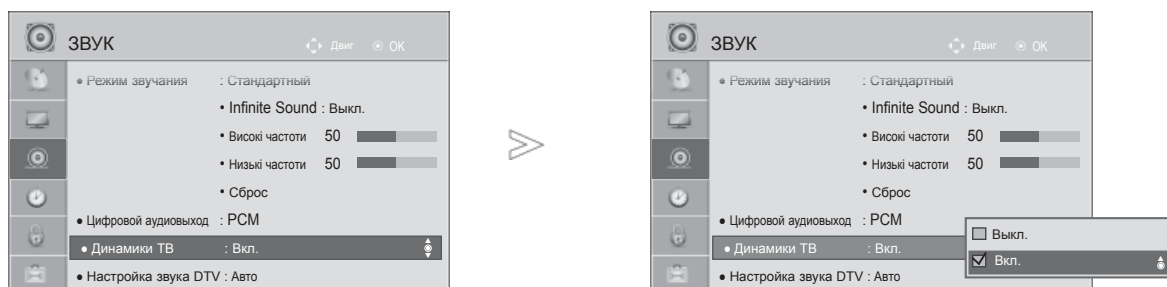 ЗВУК
Двиг OK
• Режим звучания : Стандартный
• Infinite Sound : Выкл.
• Високі частоти 50
• Низькі частоти 50
• Сброс
• Цифровой аудиовыход : PCM
• Динамики ТВ : Вкл.
• Настройка звука DTV : Авто
>
ЗВУК
Двиг OK
• Режим звучания : Стандартный
• Infinite Sound : Выкл.
• Високі частоти 50
• Низькі частоти 50
• Сброс
• Цифровой аудиовыход : PCM
• Динамики ТВ : Вкл.
• Настройка звука DTV : Авто
Выкл.
Вкл.